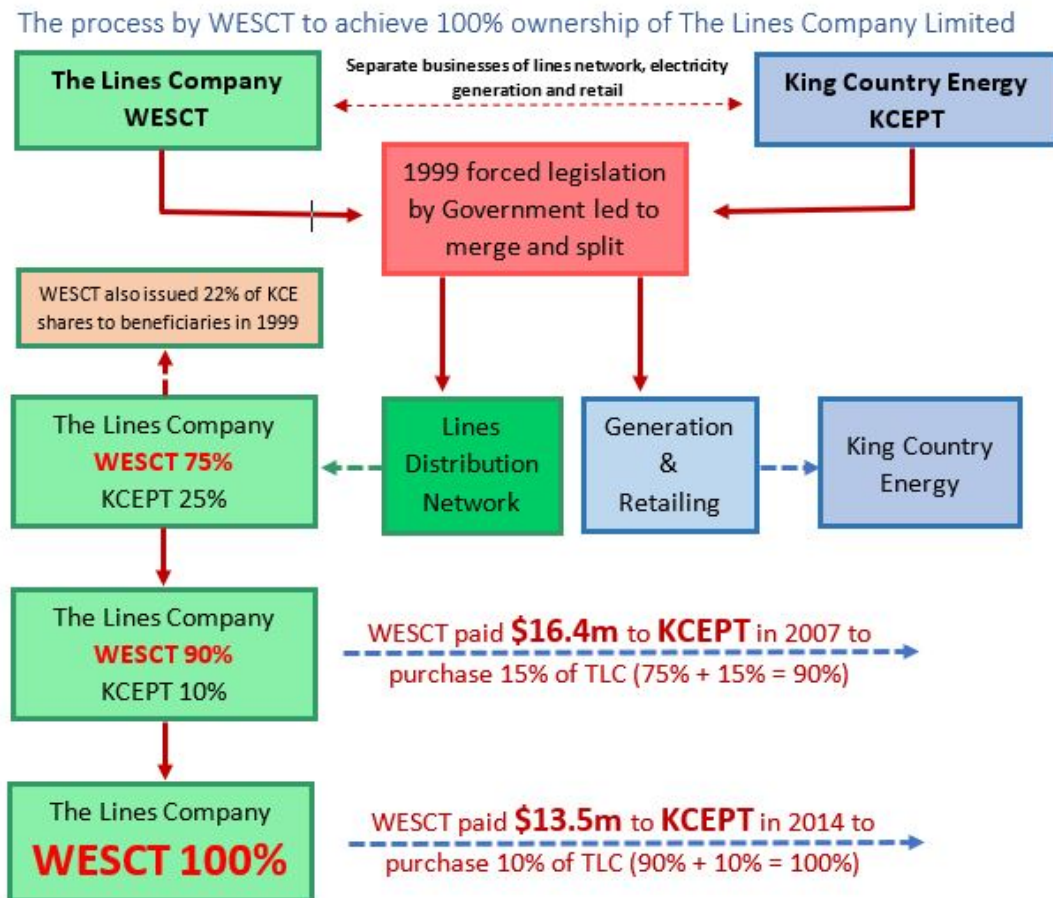 The process by WESCT to achieve 100% ownership of The Lines Company Limited
The Lines Company
WESCT
Separate businesses of lines network, electricity
generation and retail
King Country Energy
KCEPT
1999 forced legislation
by Government led to
merge and split
WESCT also issued 22% of KCE
shares to beneficiaries in 1999
The Lines Company
WESCT 75%
KCEPT 25%
Lines
Distribution
Network
Generation
&
Retailing
King Country
Energy
The Lines Company
WESCT 90%
KCEPT 10%
WESCT paid $16.4m to KCEPT in 2007 to
purchase 15% of TLC (75% + 15% = 90%)
The Lines Company
WESCT 100%
WESCT paid $13.5m to KCEPT in 2014 to
purchase 10% of TLC (90% + 10% = 100%)